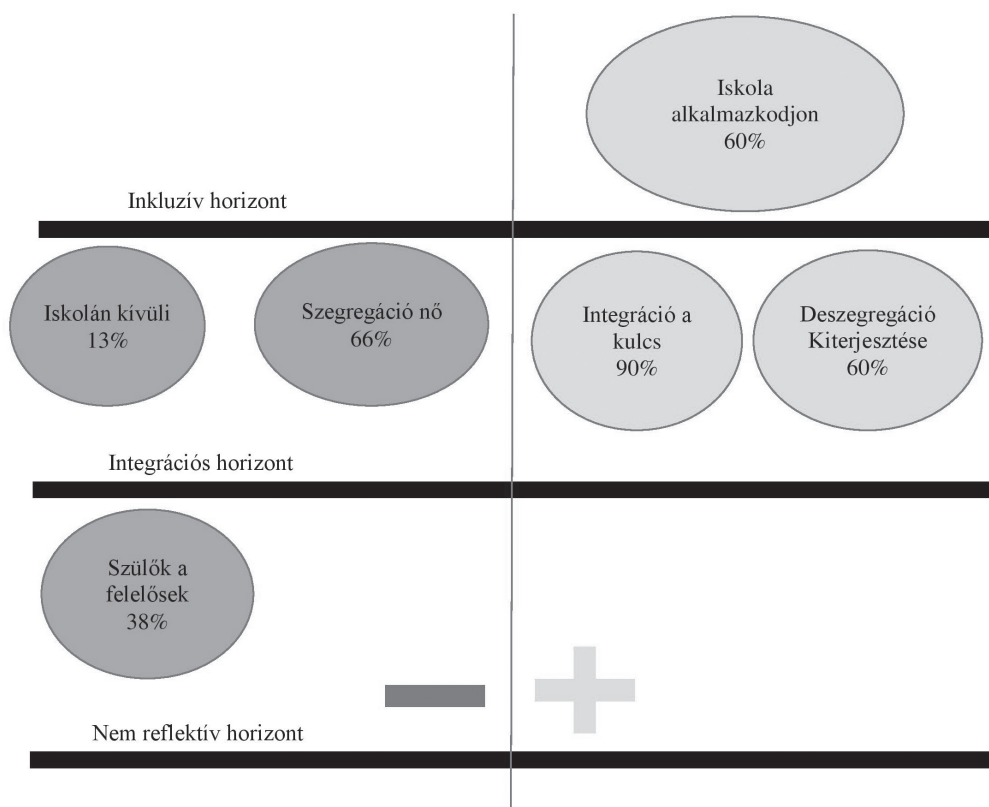 Iskola
alkalmazkodjon
60%
Inkluzív horizont
Iskolán kívüli
13%
Szegregáció nő
66%
Integráció a
kulcs
90%
Deszegregáció
Kiterjesztése
60%
Integrációs horizont
Szülők a
felelősek
38%
Nem reflektív horizont